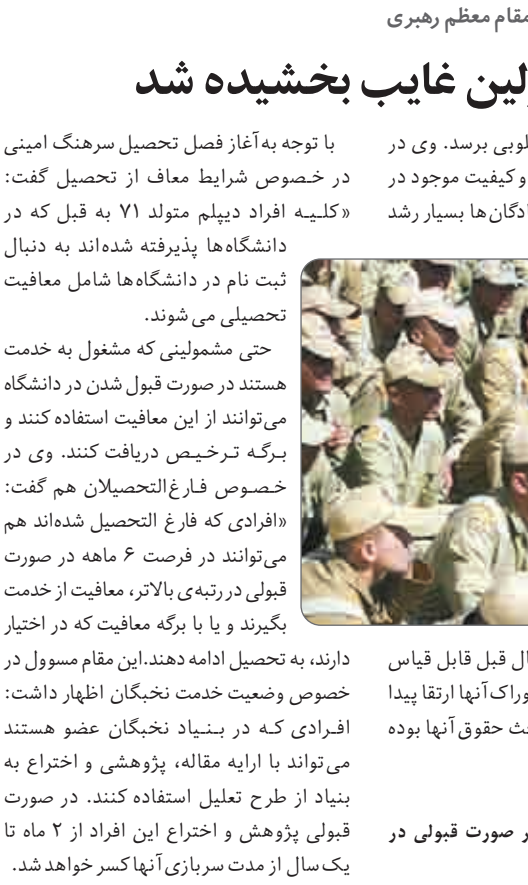 مقام معظم رهبری
غایب بخشیده شد
برسد. وی در
و کیفیت موجود در
بسیار رشد
قبل قابل قیاس
آنها ارتقا پیدا
حقوق آنها بوده
صورت قبولی در
با توجه به آغاز فصل تحصیل سرهنگ امینی
در خصوص شرایط معاف از تحصیل گفت:
«کلیه افراد دیپلم متولد ۷۱ به قبل که در
دانشگاه‌ها پذیرفته شده‌اند به دنبال
ثبت نام در دانشگاه‌ها شامل معافیت
تحصیلی می شوند.
حتی مشمولینی که مشغول به خدمت
هستند در صورت قبول شدن در دانشگاه
می‌توانند از این معافیت استفاده کنند و
برگه ترخیص دریافت کنند. وی در
خصوص فارغ‌التحصیلان هم گفت:
«افرادی که فارغ التحصیل شده‌اند هم
می‌توانند در فرصت ۶ ماهه در صورت
قبولی در رتبه‌ی بالاتر، معافیت از خدمت
بگیرند و یا با برگه معافیت که در اختیار
دارند، به تحصیل ادامه دهند.این مقام مسوول در
خصوص وضعیت خدمت نخبگان اظهار داشت:
افرادی که در بنیاد نخبگان عضو هستند
می‌تواند با ارایه مقاله، پژوهشی و اختراع به
بنیاد از طرح تعلیل استفاده کنند. در صورت
قبولی پژوهش و اختراع این افراد از ۲ ماه تا
یک سال از مدت سربازی آنها کسر خواهد شد.